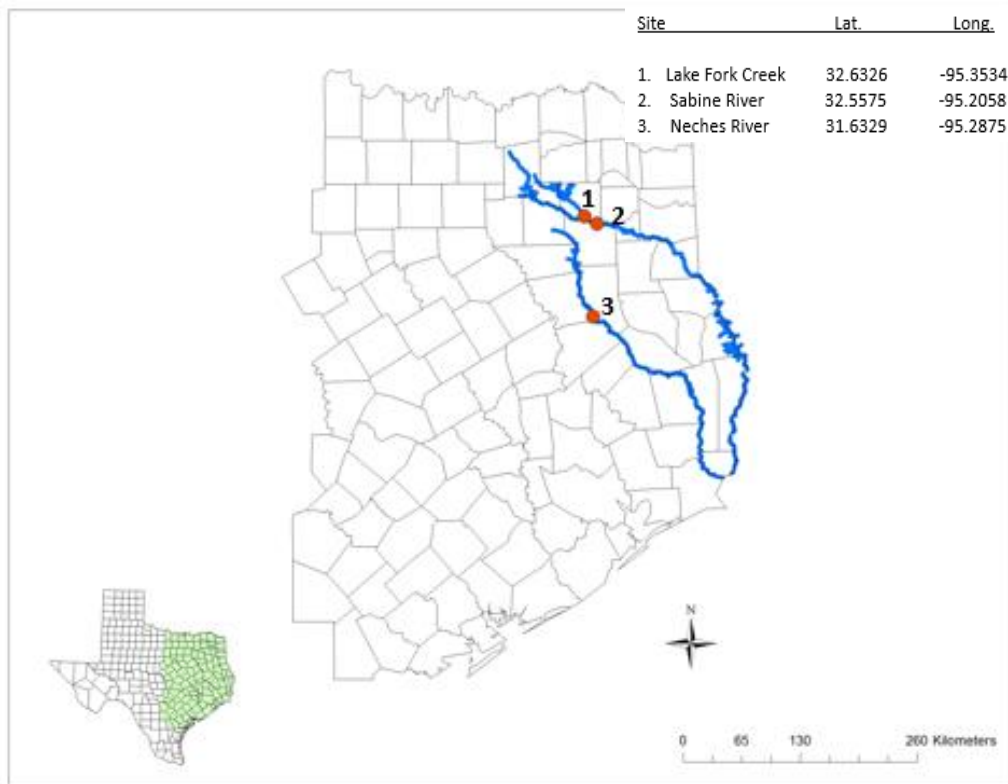 Site Lat. Long.
1. Lake Fork Creek 32.6326 -95.3534
2. Sabine River 32.5575 -95.2058
3. Neches River 31.6329 -95.2875
1
2
3
N
0 65 130 260 Kilometers